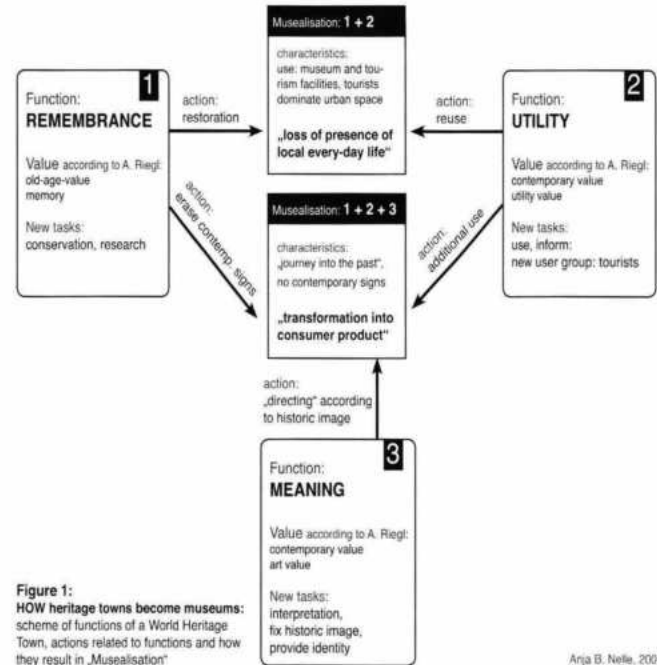 Musealisation: 1 + 2
characteristics:
use: museum and tou-
rism facilities, tourists
dominate urban space
„loss of presence of
local every-day life“
1
Function:
REMEMBRANCE
Value according to A. Riegl:
old-age-value
memory
New tasks:
conservation, research
action:
restoration
action:
reuse
2
Function:
UTILITY
Value according to A. Riegl:
contemporary value
utility value
New tasks:
use, inform:
new user group: tourists
action:
erase contemp. signs
Musealisation: 1 + 2 + 3
characteristics:
„journey into the past“,
no contemporary signs
„transformation into
consumer product“
action:
additional use
action:
„directing“ according
to historic image
3
Function:
MEANING
Value according to A. Riegl:
contemporary value
art value
New tasks:
interpretation,
fix historic image,
provide identity
Figure 1:
HOW heritage towns become museums:
scheme of functions of a World Heritage
Town, actions related to functions and how
they result in „Musealisation“
Anja B. Nelle, 200